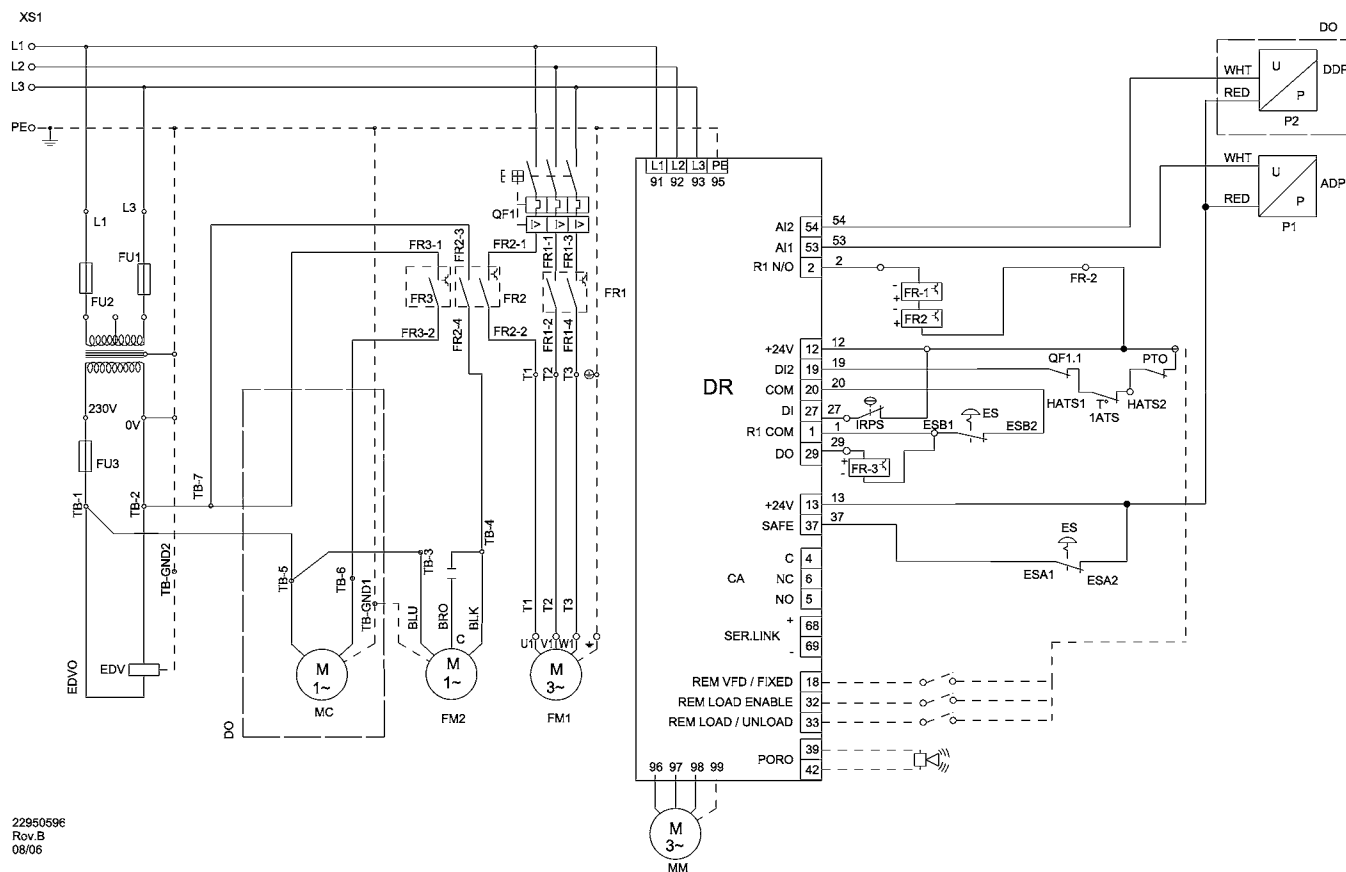 XS1
L1
L2
L3
PE
L1
L3
FU1
FU2
230V
0V
FU3
TB-1
TB-2
TB-7
TB-GND2
EDVO
EDV
DO
TB-5
TB-6
TB-GND1
M
1~
MC
TB-3
TB-4
BLU
BRO
BLK
C
M
1~
FM2
FR3-1
FR2-3
FR2-1
FR3
FR2
FR3-2
FR2-4
FR2-2
QF1
I>
I>
I>
FR1-1
FR1-3
FR1
FR1-2
FR1-4
T1
T2
T3
T1
T2
T3
U1
V1
W1
M
3~
FM1
L1
L2
L3
PE
91
92
93
95
DR
AI2 54 54
AI1 53 53
R1 N/O 2 2
+24V 12 12
DI2 19 19
COM 20 20
DI 27 27
R1 COM 1 1
DO 29 29
+24V 13 13
SAFE 37 37
CA
C 4
NC 6
NO 5
SER.LINK
+ 68
- 69
REM VFD / FIXED 18
REM LOAD ENABLE 32
REM LOAD / UNLOAD 33
PORO
39
42
96
97
98
99
M
3~
MM
- FR-1
+
- FR2
+
FR-2
QF1.1
PTO
HATS1
T°
1ATS
HATS2
IRPS
ESB1
ES
ESB2
+ FR-3
-
ES
ESA1
ESA2
DO
WHT
RED
U
P
P2
WHT
RED
U
P
ADP
P1
22950596
Rev.B
08/06